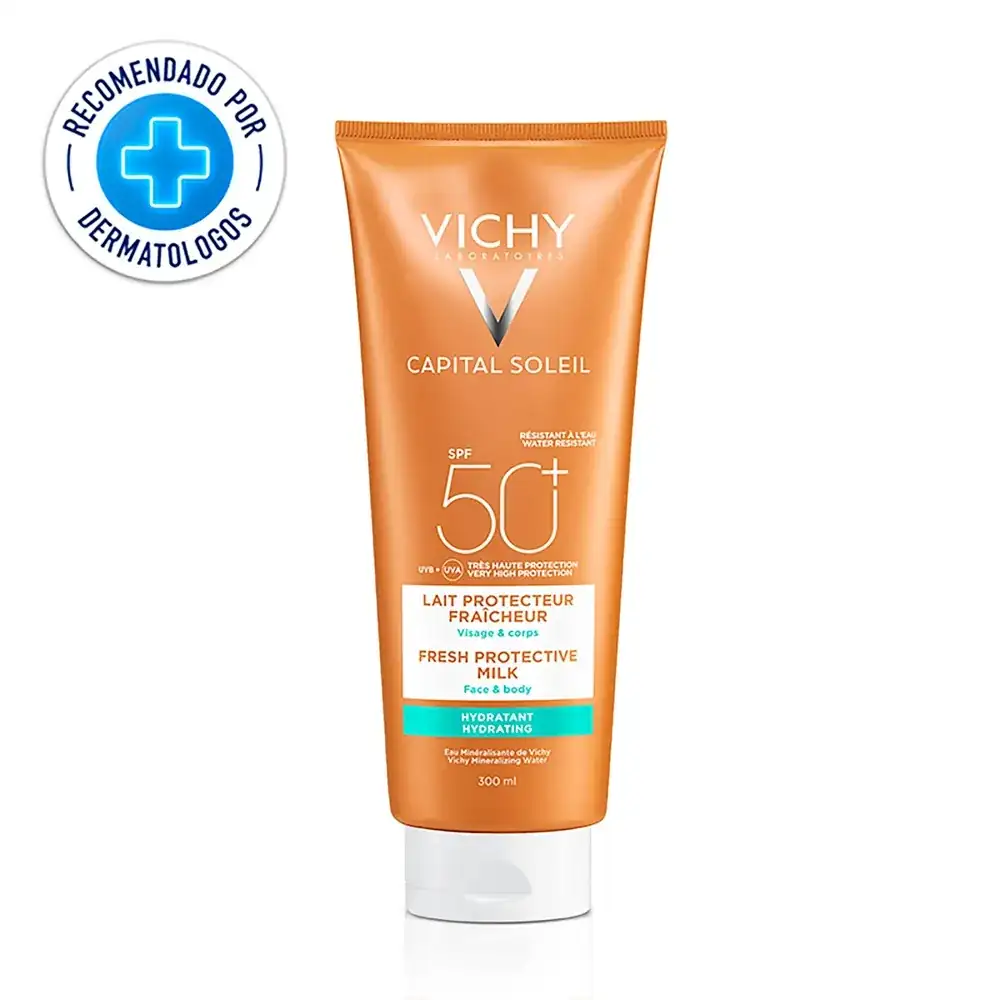 RECOMENDADO POR
DERMATOLOGOS
VICHY
LABORATOIRES
CAPITAL SOLEIL
RÉSISTANT À L'EAU
WATER RESISTANT
SPF
50+
UVB + UVA TRÈS HAUTE PROTECTION
VERY HIGH PROTECTION
LAIT PROTECTEUR
FRAÎCHEUR
Visage & corps
FRESH PROTECTIVE
MILK
Face & body
HYDRATANT
HYDRATING
Eau Minéralisante de Vichy
Vichy Mineralizing Water
300 ml